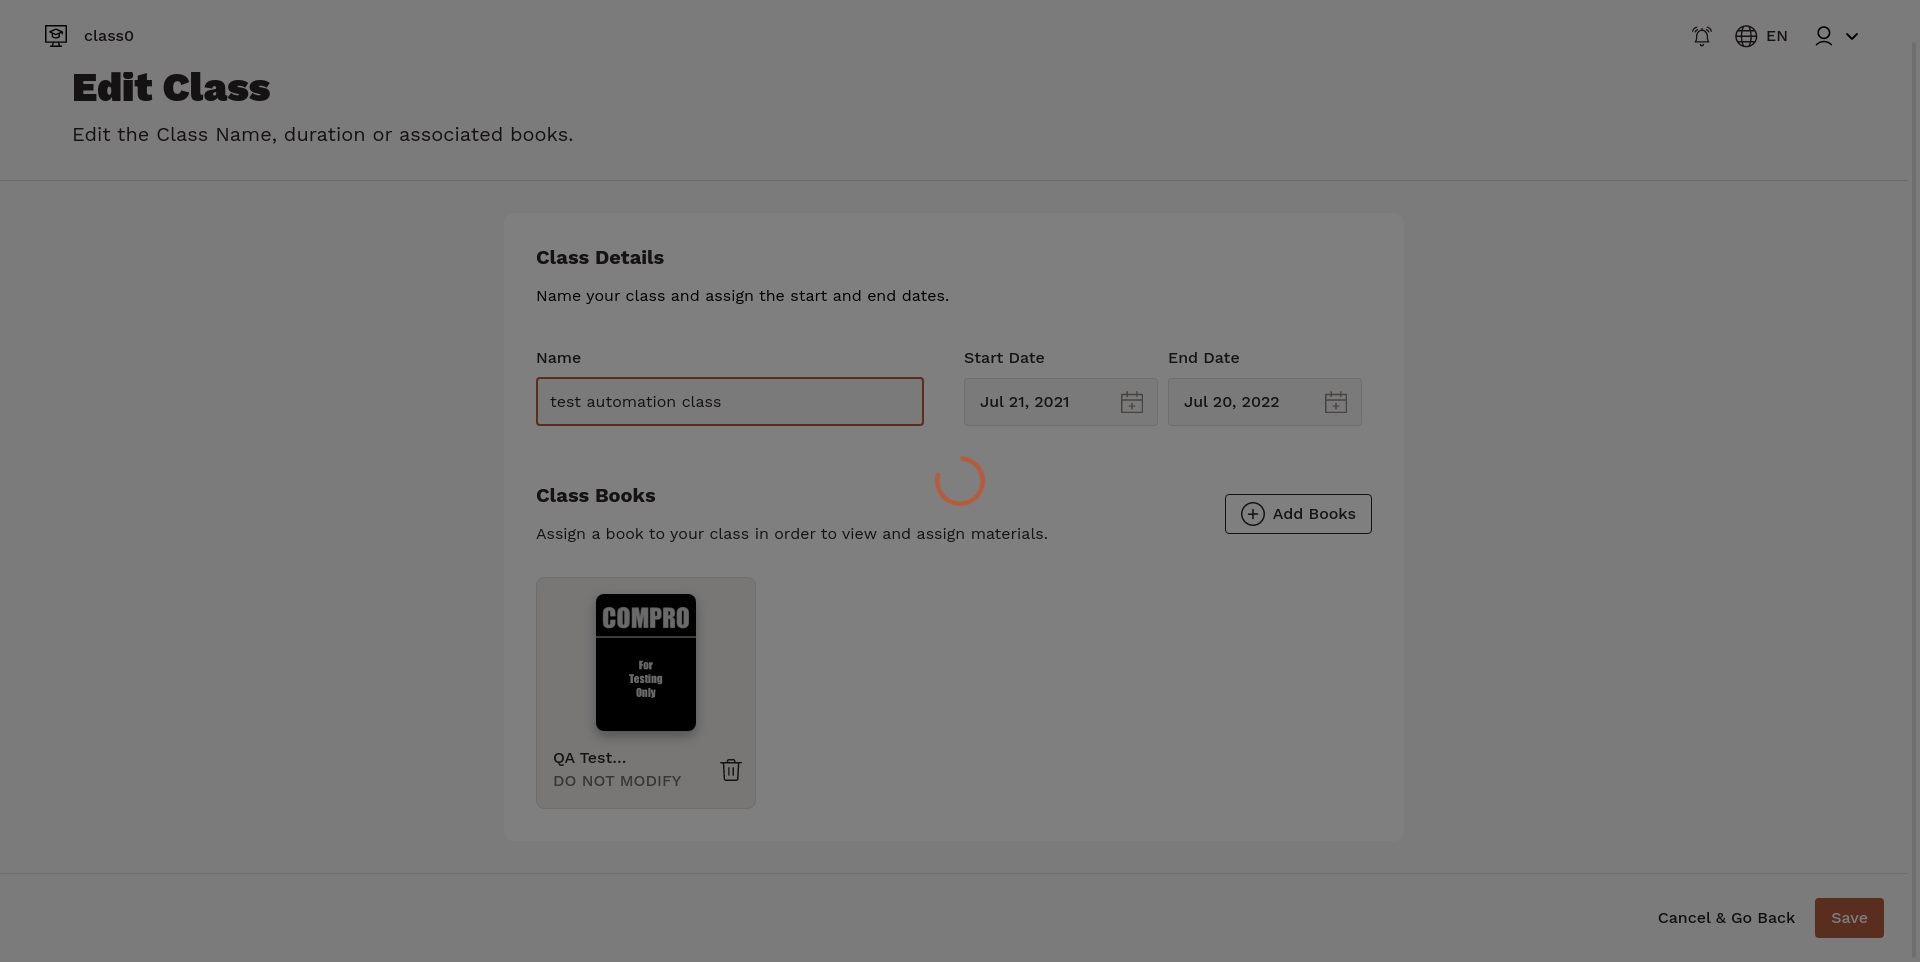 class0
EN
Edit Class
Edit the Class Name, duration or associated books.
Class Details
Name your class and assign the start and end dates.
Name
Start Date
End Date
test automation class
Jul 21, 2021
Jul 20, 2022
Class Books
Add Books
Assign a book to your class in order to view and assign materials.
COMPRO
For
Testing
Only
QA Test...
DO NOT MODIFY
Cancel & Go Back
Save